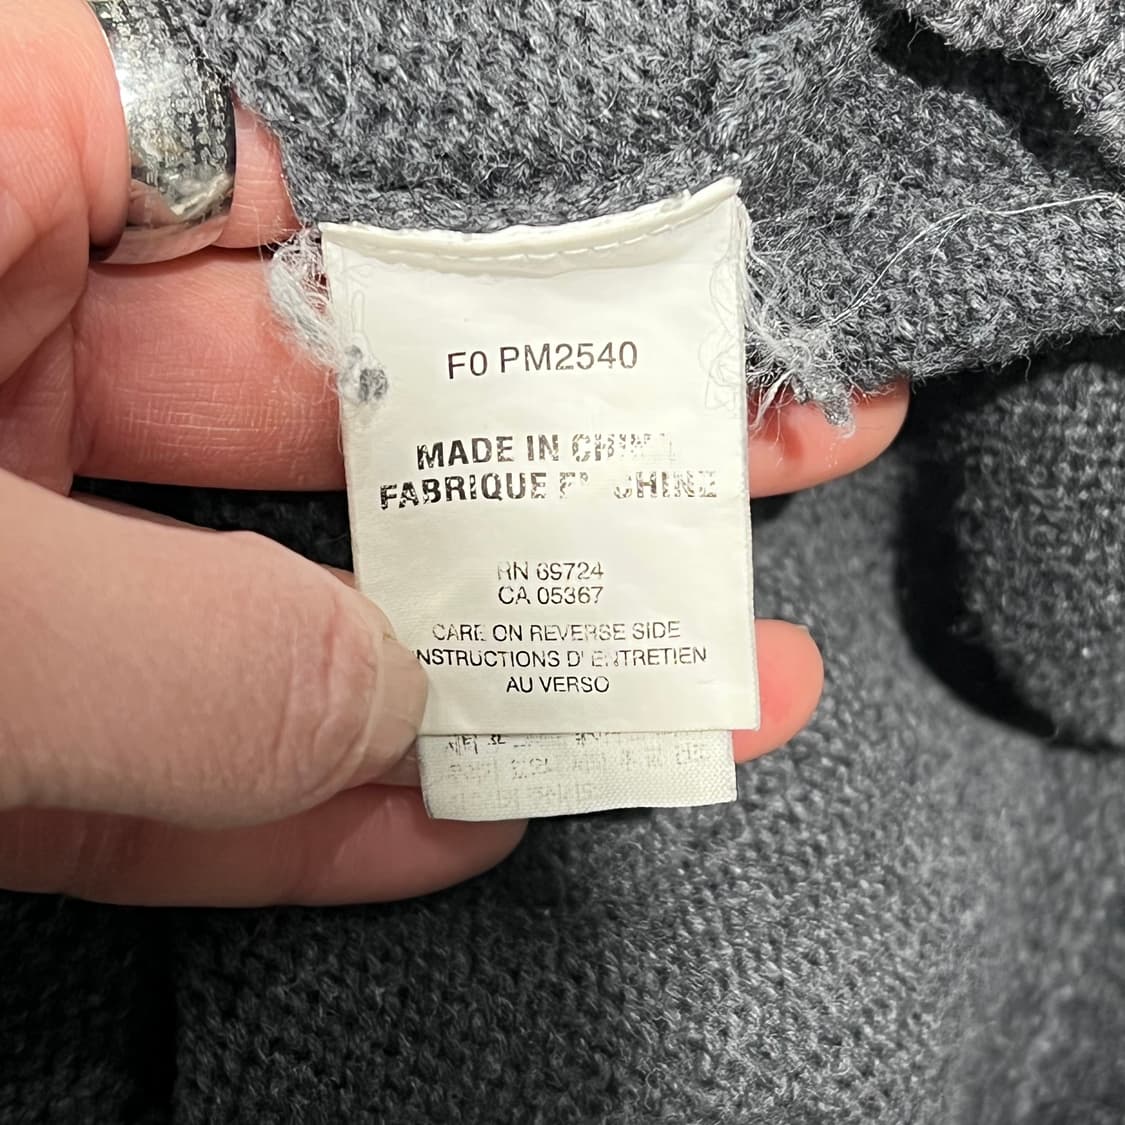 F0 PM2540
MADE IN CHINA
FABRIQUE EN CHINE
RN 69724
CA 05367
CARE ON REVERSE SIDE
INSTRUCTIONS D'ENTRETIEN
AU VERSO